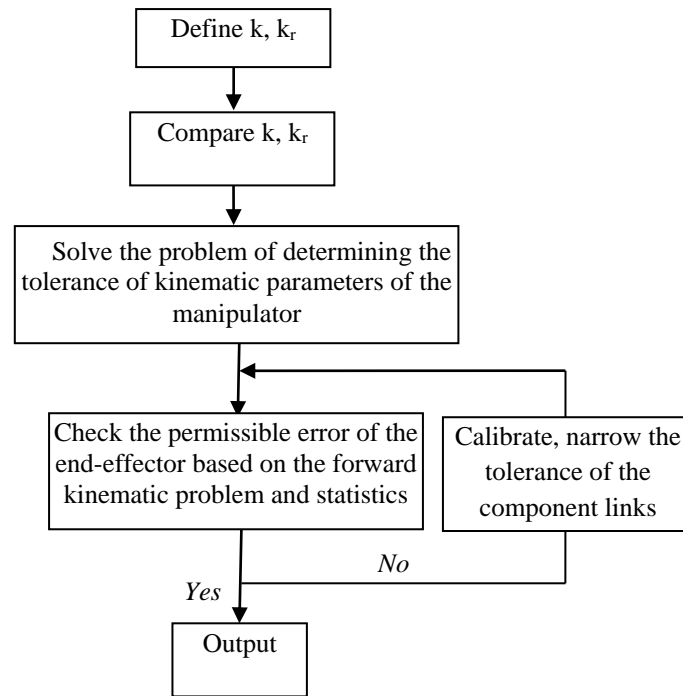 Define k, kr
Compare k, kr
Solve the problem of determining the
tolerance of kinematic parameters of the
manipulator
Check the permissible error of the
end-effector based on the forward
kinematic problem and statistics
Calibrate, narrow the
tolerance of the
component links
No
Yes
Output